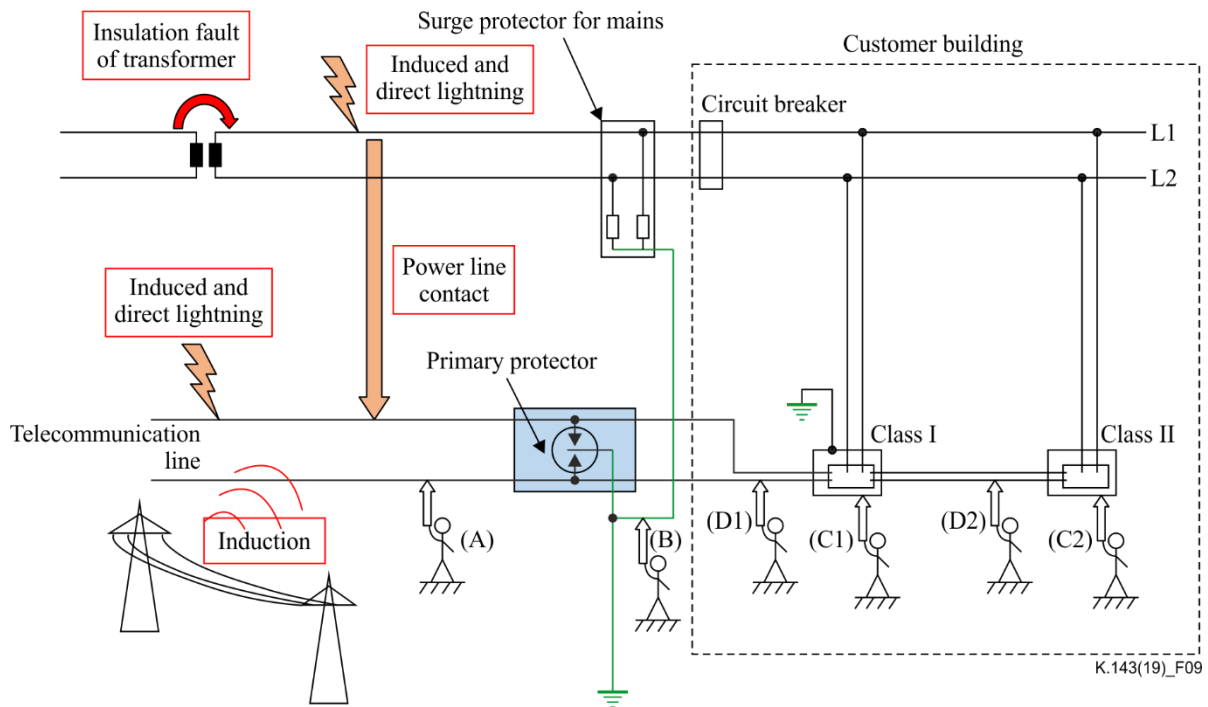 Surge protector for mains
Insulation fault
of transformer
Induced and
direct lightning
Customer building
Circuit breaker
L1
L2
Power line
contact
Induced and
direct lightning
Primary protector
Telecommunication
line
Class I
Class II
Induction
(A)
(B)
(D1)
(C1)
(D2)
(C2)
K.143(19)_F09